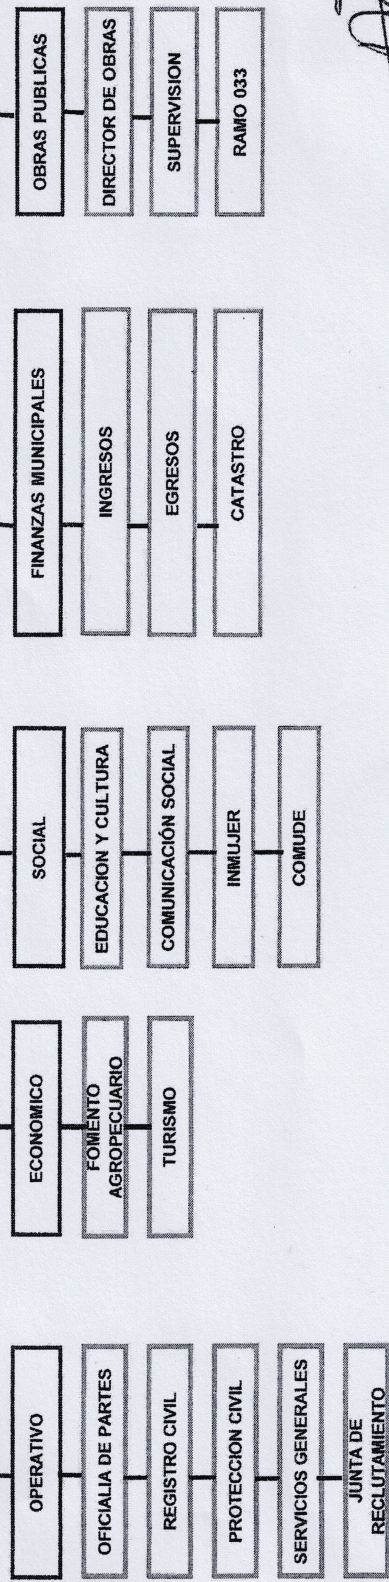 OPERATIVO
OFICIALIA DE PARTES
REGISTRO CIVIL
PROTECCION CIVIL
SERVICIOS GENERALES
JUNTA DE
RECLUTAMIENTO
ECONOMICO
FOMENTO
AGROPECUARIO
TURISMO
SOCIAL
EDUCACION Y CULTURA
COMUNICACIÓN SOCIAL
INMUJER
COMUDE
FINANZAS MUNICIPALES
INGRESOS
EGRESOS
CATASTRO
OBRAS PUBLICAS
DIRECTOR DE OBRAS
SUPERVISION
RAMO 033